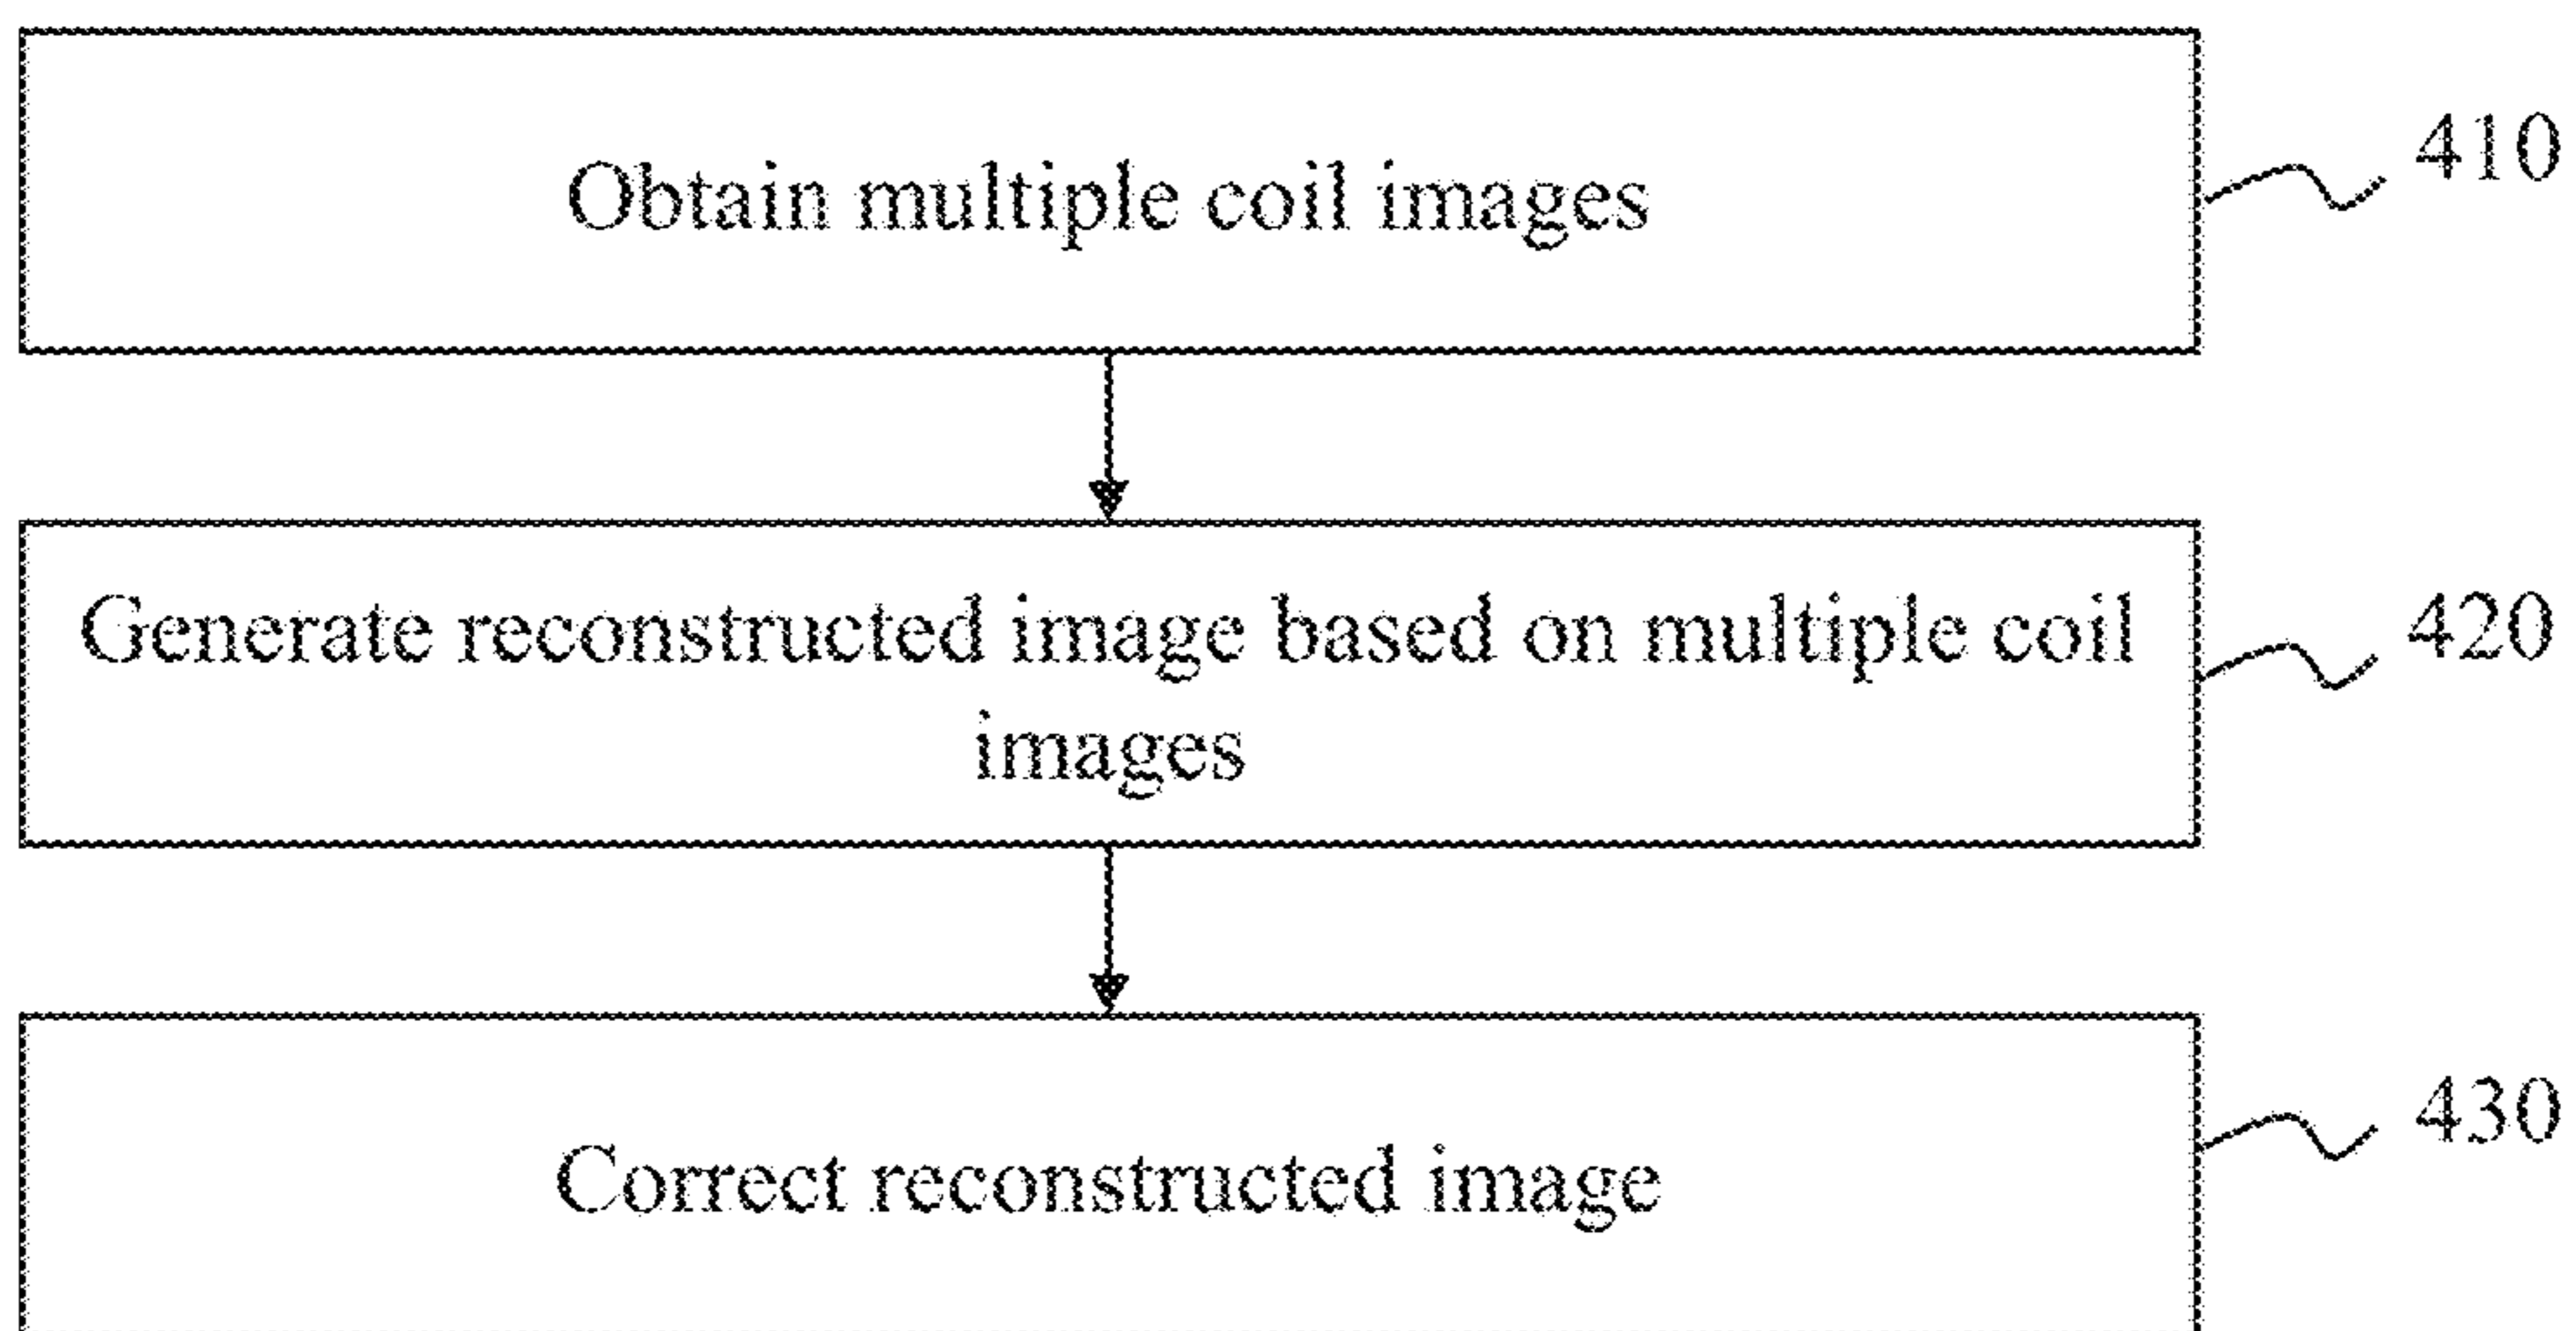 Obtain multiple coil images
410
Generate reconstructed image based on multiple coil
images
420
Correct reconstructed image
430